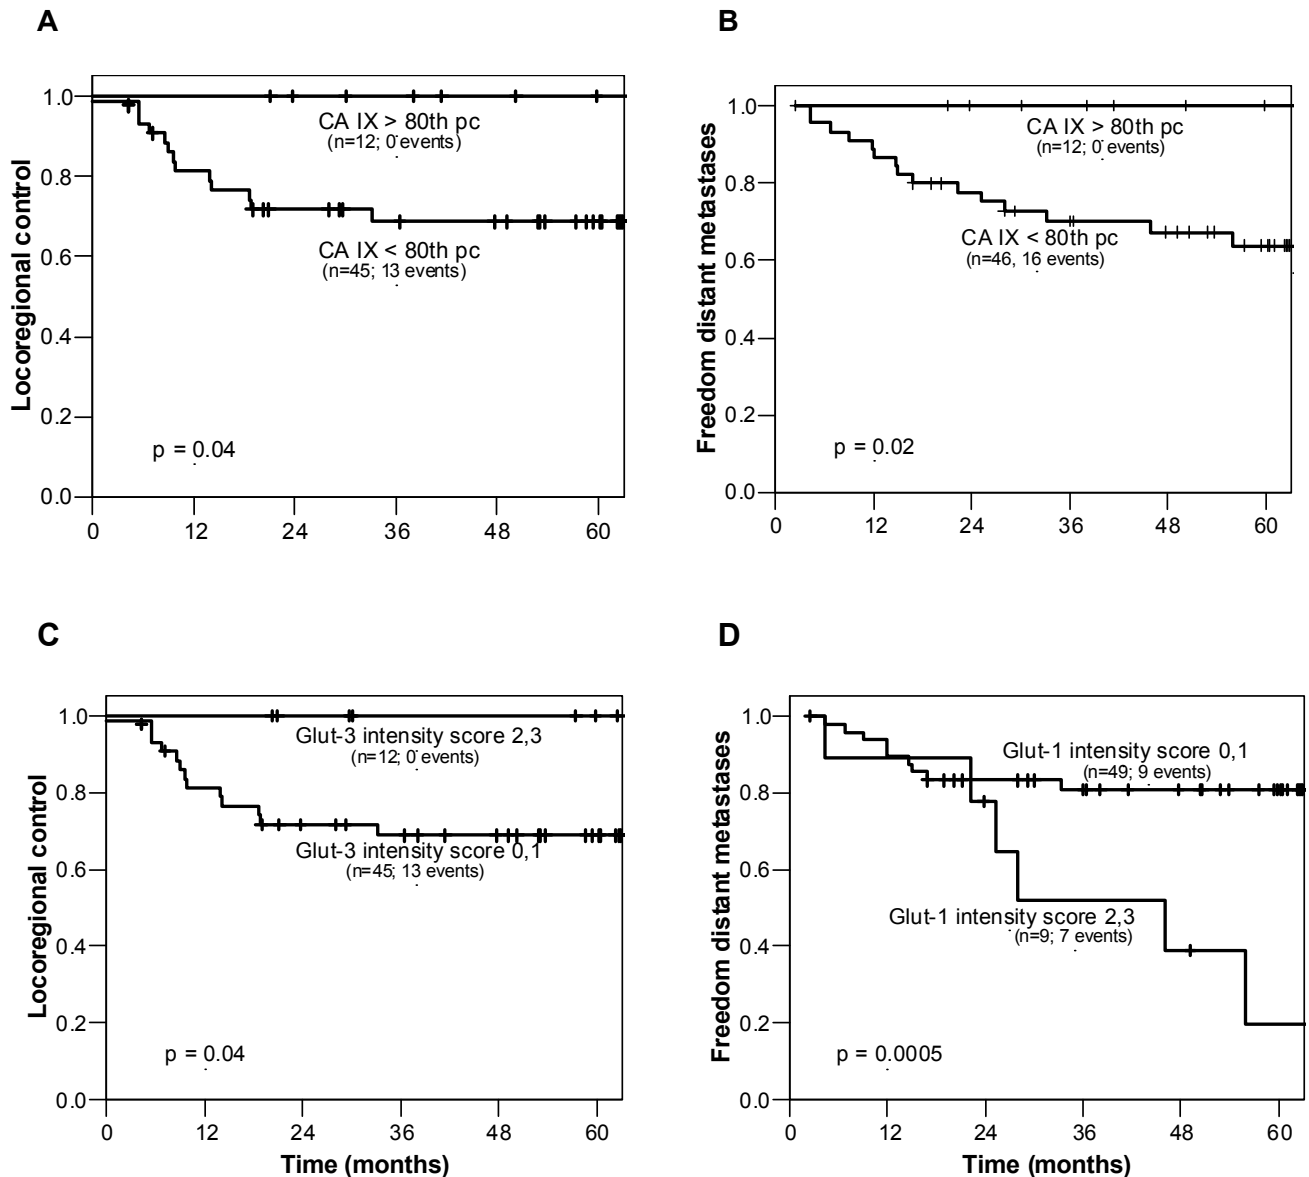 A
Locoregional control
1.0
0.8
0.6
0.4
0.2
0.0
CA IX > 80th pc
(n=12; 0 events)
CA IX < 80th pc
(n=45; 13 events)
p = 0.04
0 12 24 36 48 60
B
Freedom distant metastases
1.0
0.8
0.6
0.4
0.2
0.0
CA IX > 80th pc
(n=12; 0 events)
CA IX < 80th pc
(n=46, 16 events)
p = 0.02
0 12 24 36 48 60
C
Locoregional control
1.0
0.8
0.6
0.4
0.2
0.0
Glut-3 intensity score 2,3
(n=12; 0 events)
Glut-3 intensity score 0,1
(n=45; 13 events)
p = 0.04
0 12 24 36 48 60
Time (months)
D
Freedom distant metastases
1.0
0.8
0.6
0.4
0.2
0.0
Glut-1 intensity score 0,1
(n=49; 9 events)
Glut-1 intensity score 2,3
(n=9; 7 events)
p = 0.0005
0 12 24 36 48 60
Time (months)